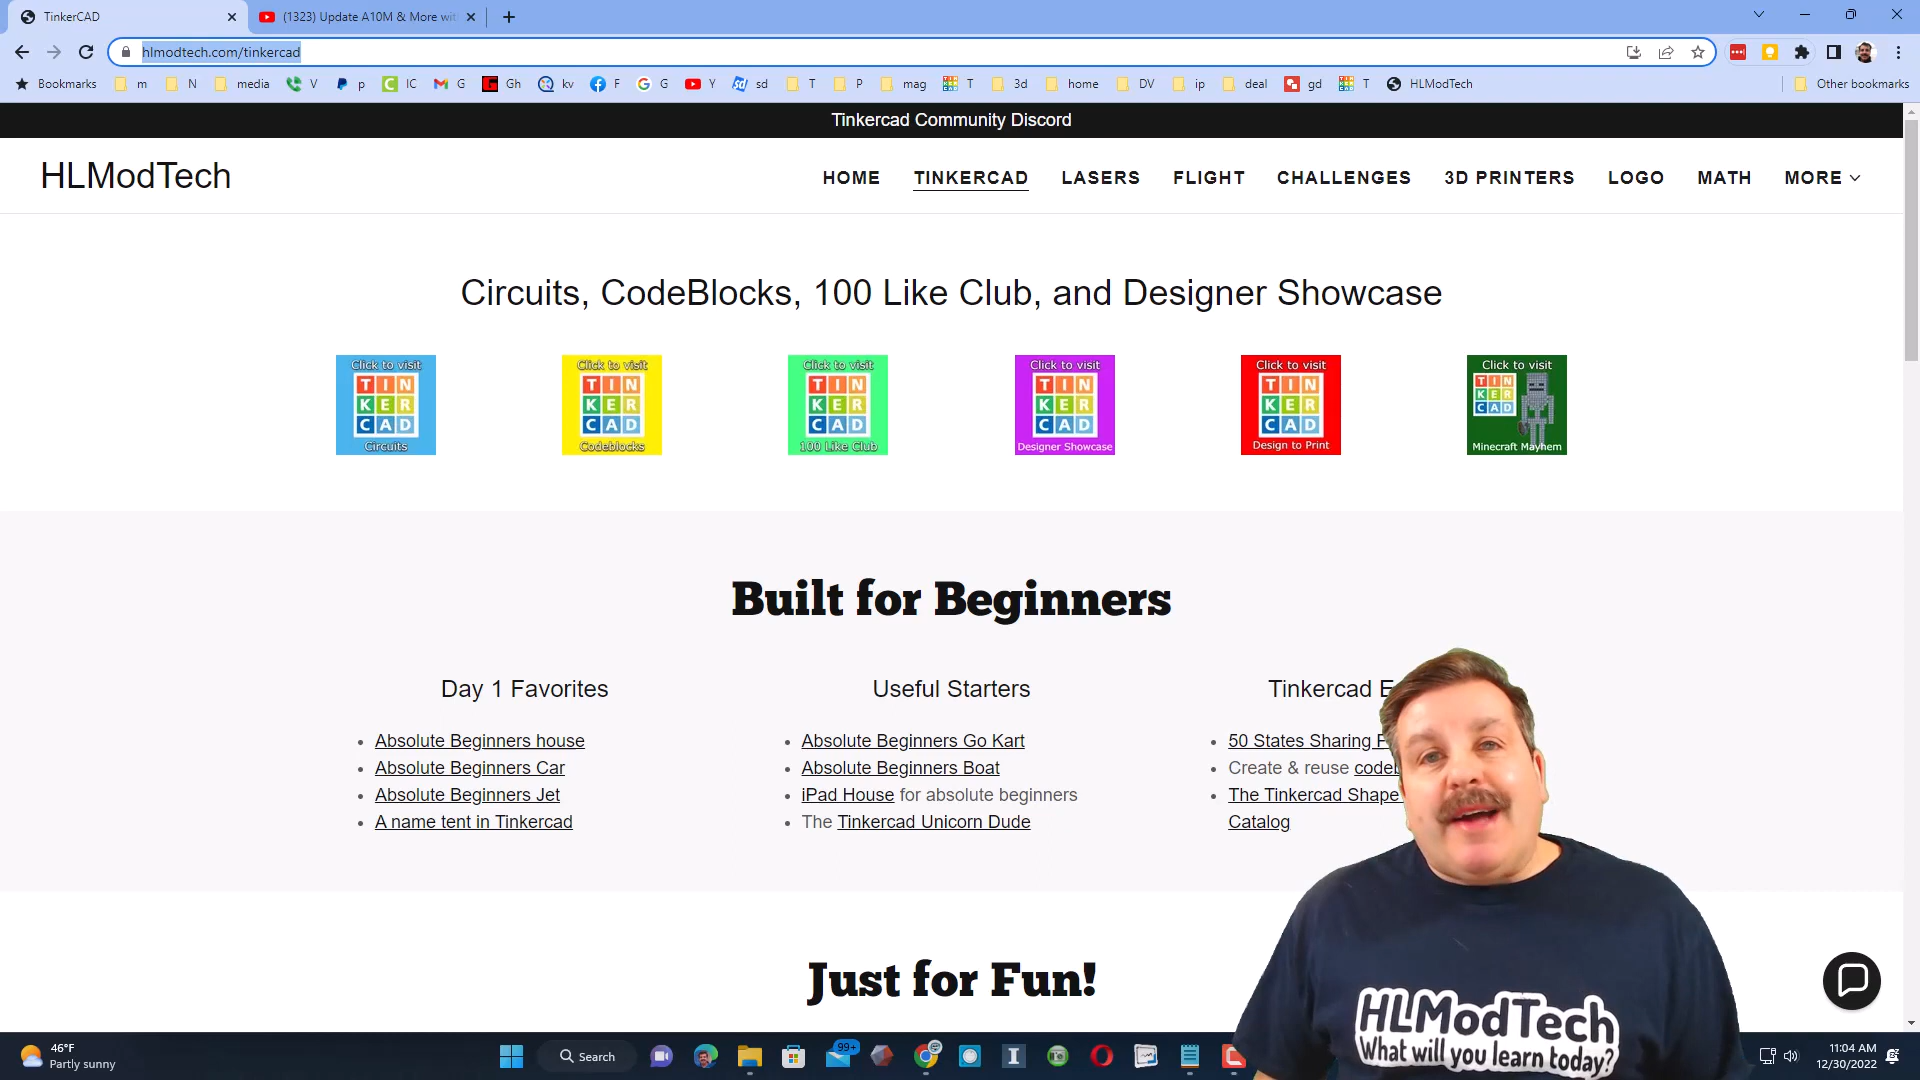 TinkerCAD
(1323) Update A10M & More wit
hlmodtech.com/tinkercad
Bookmarks m N media V p IC G Gh kv F G Y sd T P mag T 3d home DV ip deal gd T HLModTech Other bookmarks
Tinkercad Community Discord
HLModTech
HOME TINKERCAD LASERS FLIGHT CHALLENGES 3D PRINTERS LOGO MATH MORE
Circuits, CodeBlocks, 100 Like Club, and Designer Showcase
Click to visit
TIN
KER
CAD
Circuits
Click to visit
TIN
KER
CAD
Codeblocks
Click to visit
TIN
KER
CAD
100 Like Club
Click to visit
TIN
KER
CAD
Designer Showcase
Click to visit
TIN
KER
CAD
Design to Print
Click to visit
TIN
KER
CAD
Minecraft Mayhem
Built for Beginners
Day 1 Favorites
Absolute Beginners house
Absolute Beginners Car
Absolute Beginners Jet
A name tent in Tinkercad
Useful Starters
Absolute Beginners Go Kart
Absolute Beginners Boat
iPad House for absolute beginners
The Tinkercad Unicorn Dude
Tinkercad E
50 States Sharing
Create & reuse codeb
The Tinkercad Shape
Catalog
Just for Fun!
HLModTech
What will you learn today?
46°F
Partly sunny
Search
99+
11:04 AM
12/30/2022